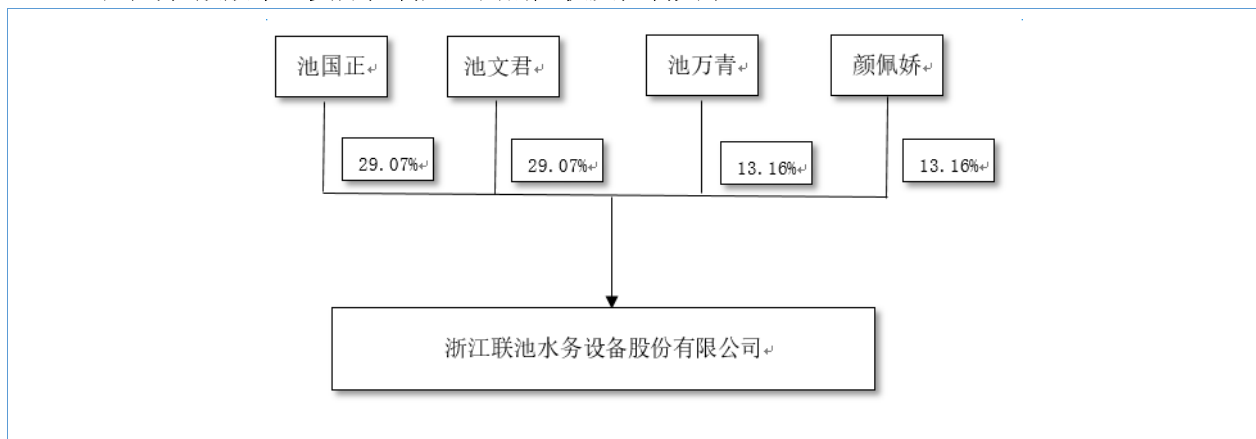 池国正
池文君
池万青
颜佩娇
29.07%
29.07%
13.16%
13.16%
浙江联池水务设备股份有限公司